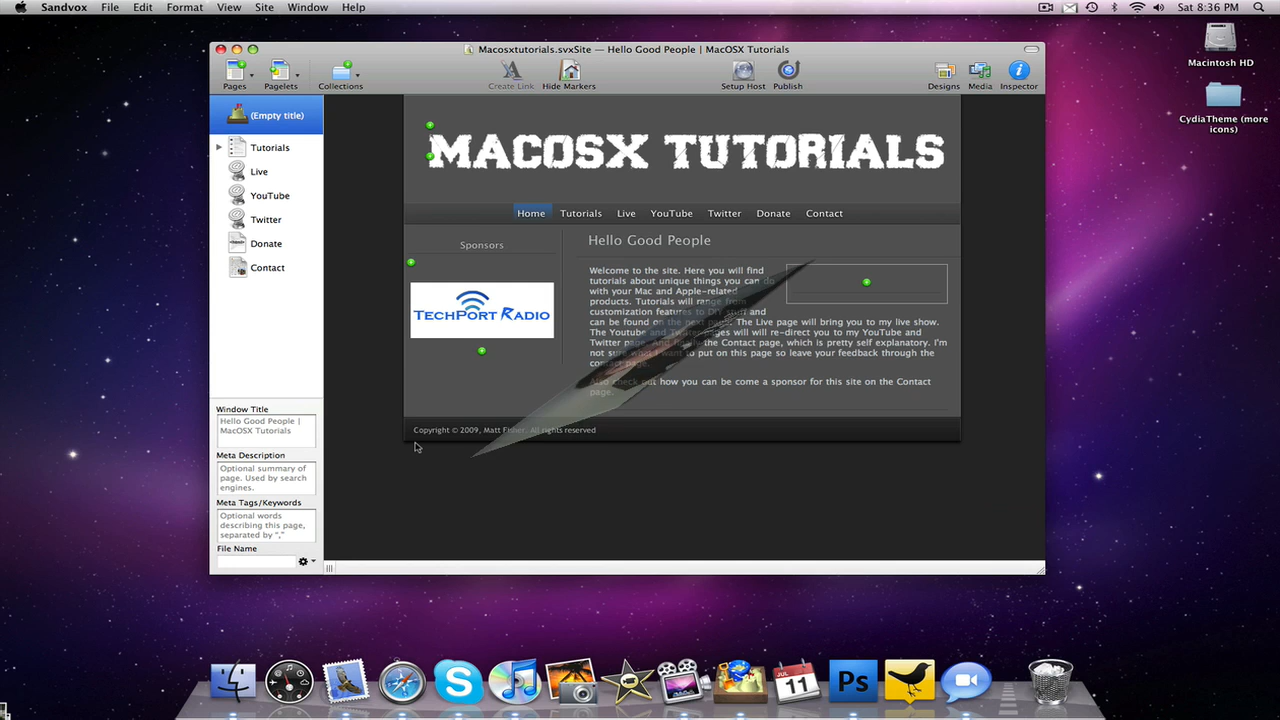 Sandvox File Edit Format View Site Window Help Sat 8:36 PM
Macosxtutorials.svxSite — Hello Good People | MacOSX Tutorials
Macintosh HD
Pages Pagelets Collections Create Link Hide Markers Setup Host Publish Designs Media Inspector
CydiaTheme (more
icons)
(Empty title)
Tutorials
Live
YouTube
Twitter
Donate
Contact
MACOSX TUTORIALS
Home Tutorials Live YouTube Twitter Donate Contact
Sponsors
TECHPORT RADIO
Hello Good People
Welcome to the site. Here you will find
tutorials about unique things you can do
with your Mac and Apple-related
products. Tutorials will range from
customization features to DIY stuff and
can be found on the next page. The Live page will bring you to my live show.
The Youtube and Twitter pages will will re-direct you to my YouTube and
Twitter page. And lastly the Contact page, which is pretty self explanatory. I'm
not sure what I want to put on this page so leave your feedback through the
contact page.
Also check out how you can be come a sponsor for this site on the Contact
page.
Copyright © 2009, Matt Fisher. All rights reserved
Window Title
Hello Good People |
MacOSX Tutorials
Meta Description
Optional summary of
page. Used by search
engines.
Meta Tags/Keywords
Optional words
describing this page,
separated by ","
File Name
JUL
11
Ps